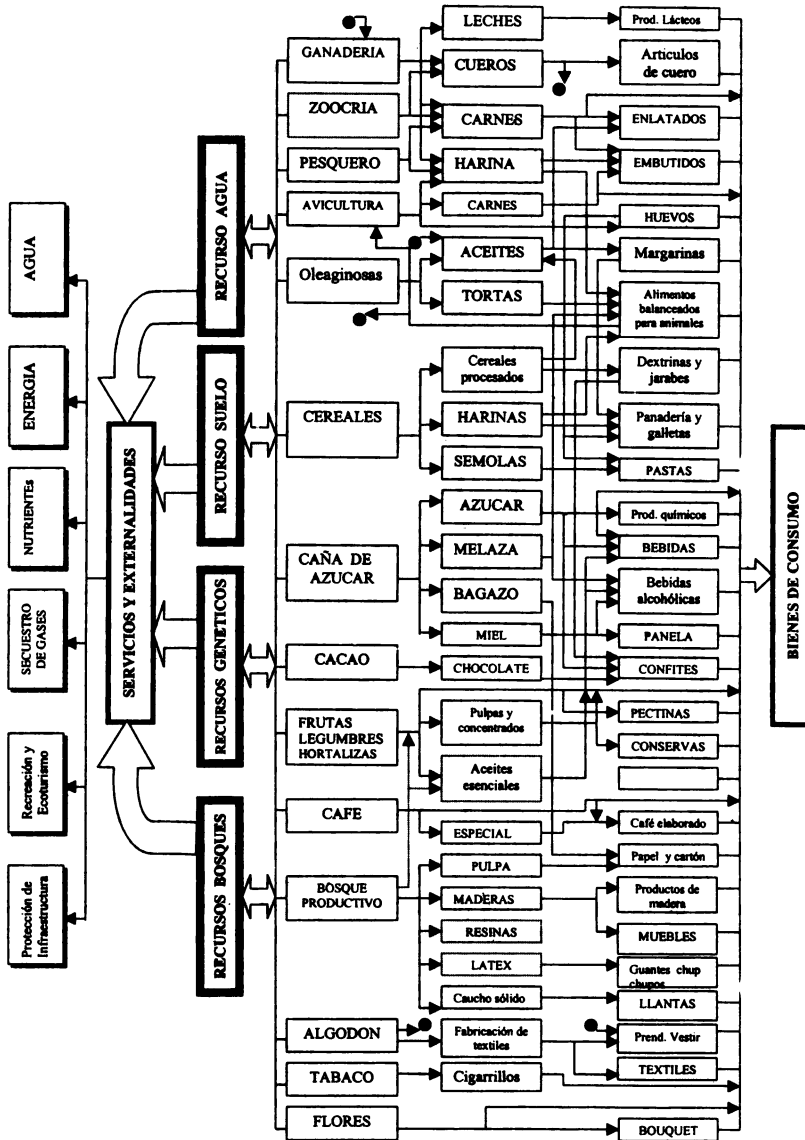 AGUA
ENERGIA
NUTRIENTEs
SECUESTRO
DE GASES
Recreación y
Ecoturismo
Protección de
Infraestructura
SERVICIOS Y EXTERNALIDADES
RECURSO AGUA
RECURSO SUELO
RECURSOS GENETICOS
RECURSOS BOSQUES
GANADERIA
ZOOCRIA
PESQUERO
AVICULTURA
Oleaginosas
CEREALES
CAÑA DE
AZUCAR
CACAO
FRUTAS
LEGUMBRES
HORTALIZAS
CAFE
BOSQUE
PRODUCTIVO
ALGODON
TABACO
FLORES
LECHES
CUEROS
CARNES
HARINA
CARNES
ACEITES
TORTAS
Cereales
procesados
HARINAS
SEMOLAS
AZUCAR
MELAZA
BAGAZO
MIEL
CHOCOLATE
Pulpas y
concentrados
Aceites
esenciales
ESPECIAL
PULPA
MADERAS
RESINAS
LATEX
Caucho sólido
Fabricación de
textiles
Cigarrillos
Prod. Lácteos
Artículos
de cuero
ENLATADOS
EMBUTIDOS
HUEVOS
Margarinas
Alimentos
balanceados
para animales
Dextrinas y
jarabes
Panadería y
galletas
PASTAS
Prod. químicos
BEBIDAS
Bebidas
alcohólicas
PANELA
CONFITES
PECTINAS
CONSERVAS
Café elaborado
Papel y cartón
Productos de
madera
MUEBLES
Guantes chup
chupos
LLANTAS
Prend. Vestir
TEXTILES
BOUQUET
BIENES DE CONSUMO